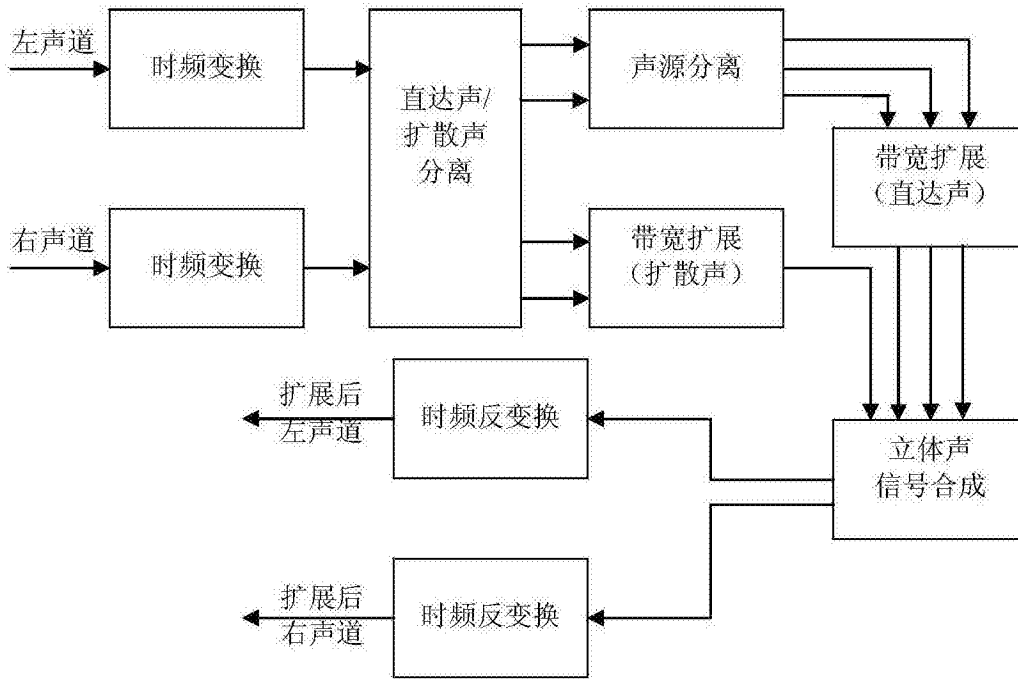 左声道
时频变换
直达声/
扩散声
分离
声源分离
带宽扩展
（直达声）
右声道
时频变换
带宽扩展
（扩散声）
扩展后
左声道
时频反变换
立体声
信号合成
扩展后
右声道
时频反变换